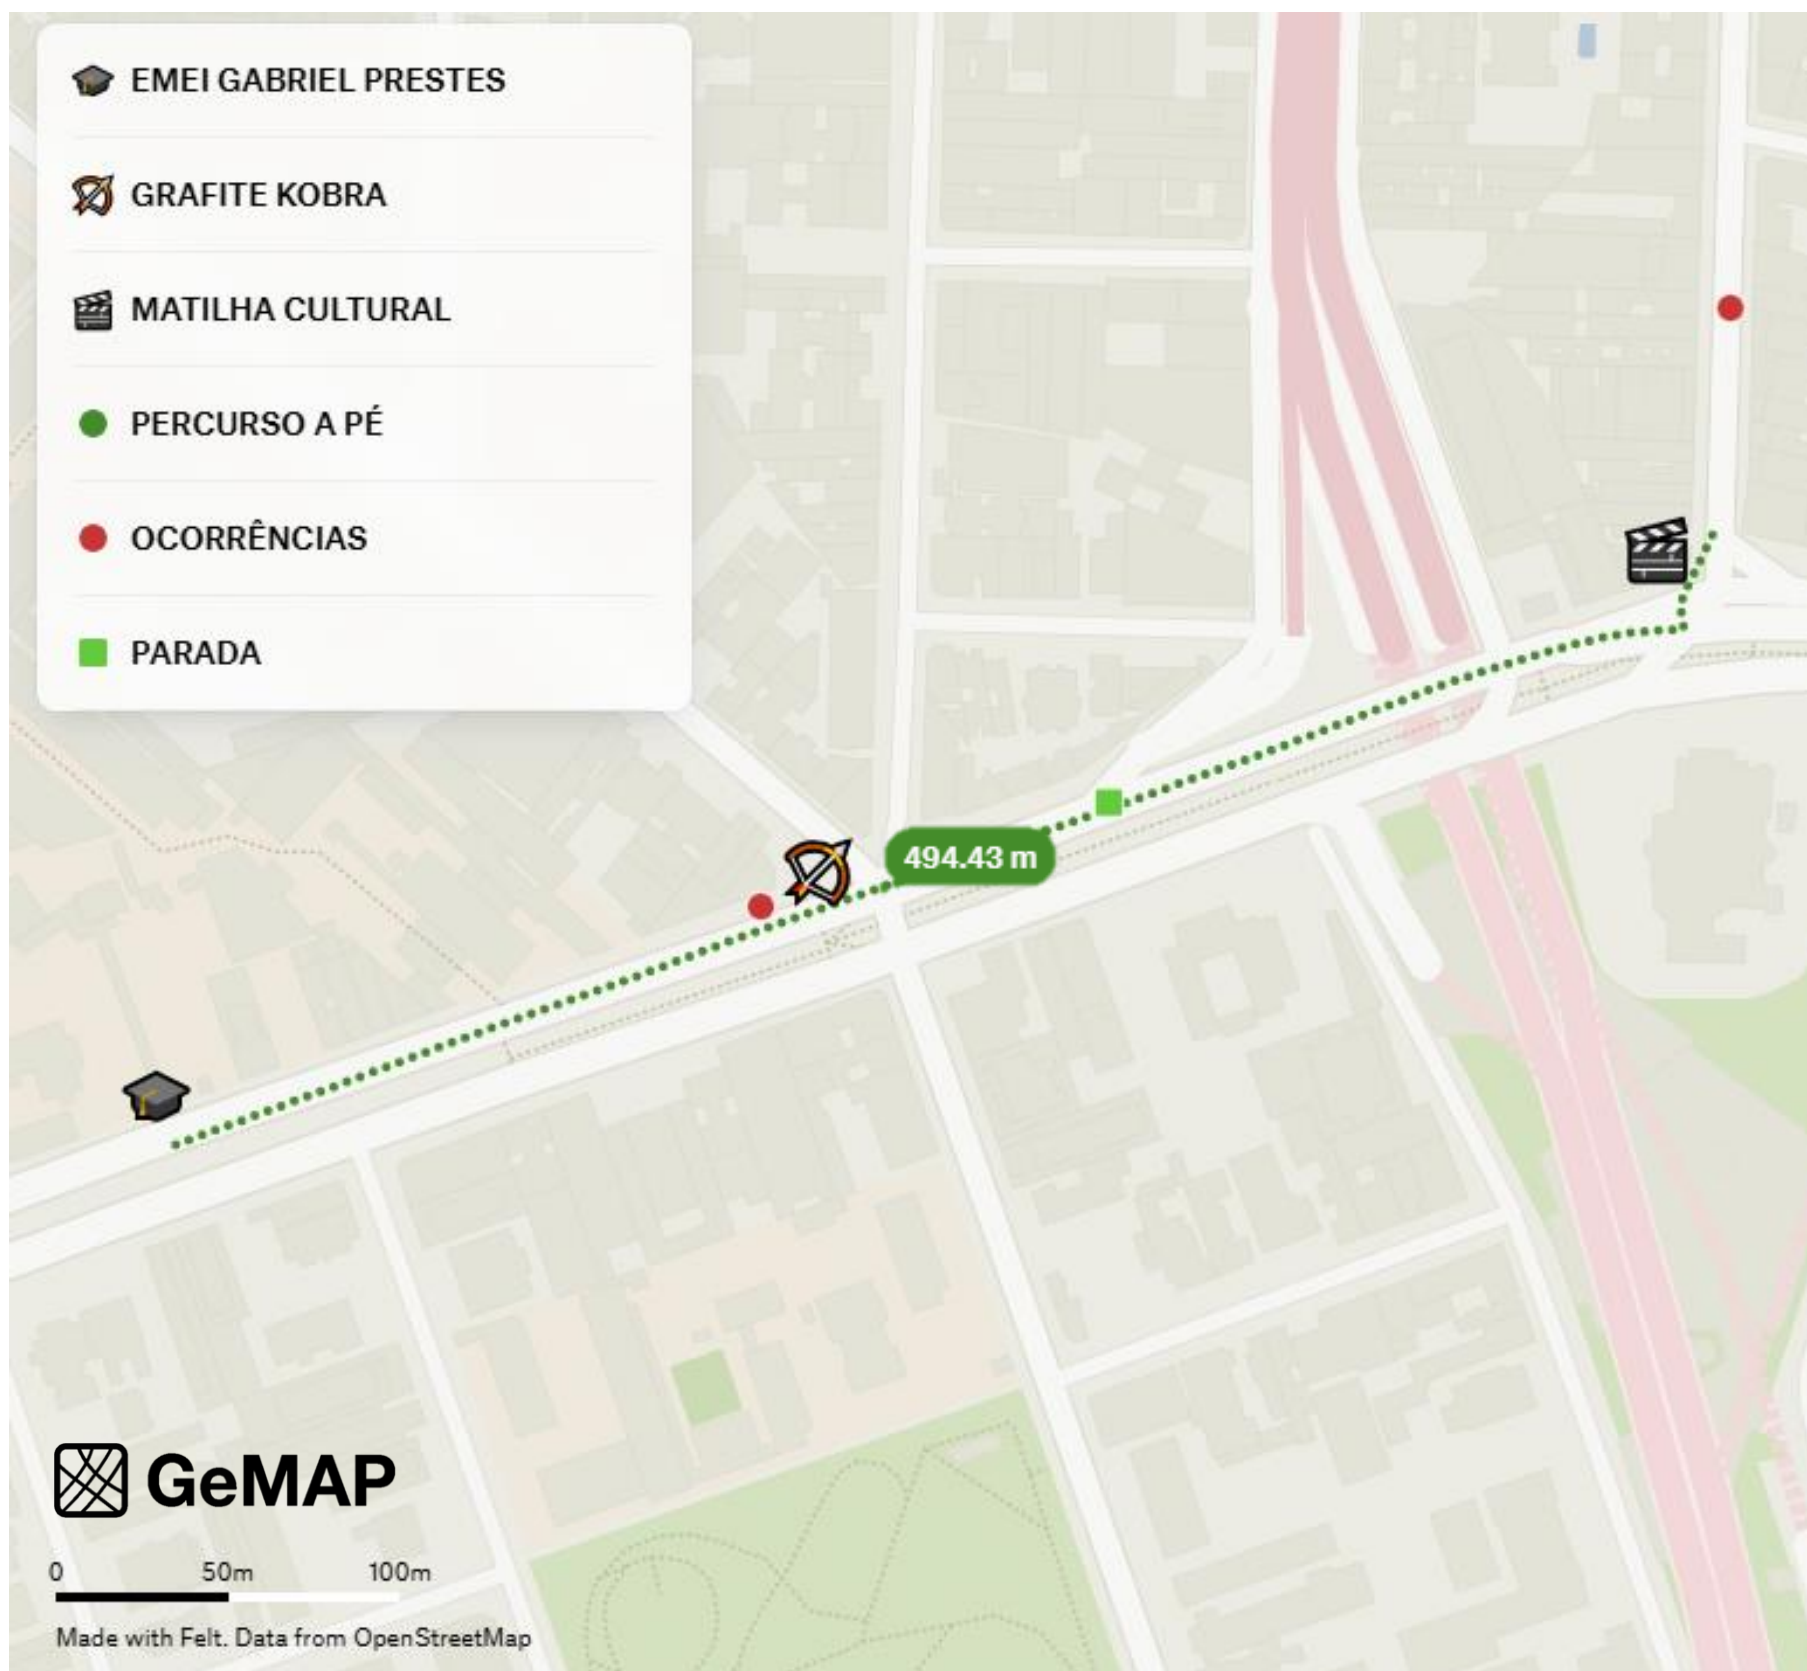 EMEI GABRIEL PRESTES
GRAFITE KOBRA
MATILHA CULTURAL
PERCURSO A PÉ
OCORRÊNCIAS
PARADA
494.43 m
GeMAP
0 50m 100m
Made with Felt. Data from OpenStreetMap